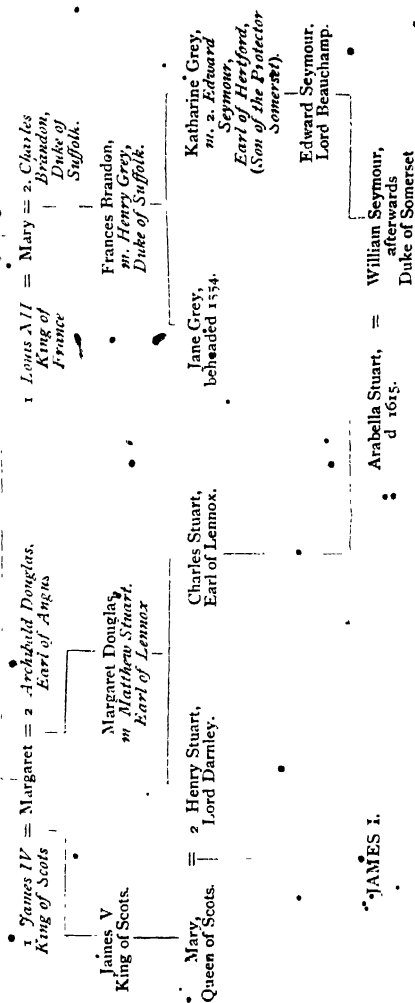 1 James IV = Margaret = 2 Archibald Douglas,
King of Scots
Earl of Angus
1 Louis XII = Mary = 2. Charles
King of
France
Brandon,
Duke of
Suffolk.
James V
King of Scots.
Margaret Douglas,
m Matthew Stuart.
Earl of Lennox
Frances Brandon,
m. Henry Grey,
Duke of Suffolk.
Mary,
Queen of Scots.
= 2 Henry Stuart,
Lord Darnley.
Charles Stuart,
Earl of Lennox.
Jane Grey,
beheaded 1554.
Katharine Grey,
m. 2. Edward
Seymour,
Earl of Hertford,
(Son of the Protector
Somerset).
Edward Seymour,
Lord Beauchamp.
JAMES I.
Arabella Stuart,
d 1615.
=
William Seymour,
afterwards
Duke of Somerset